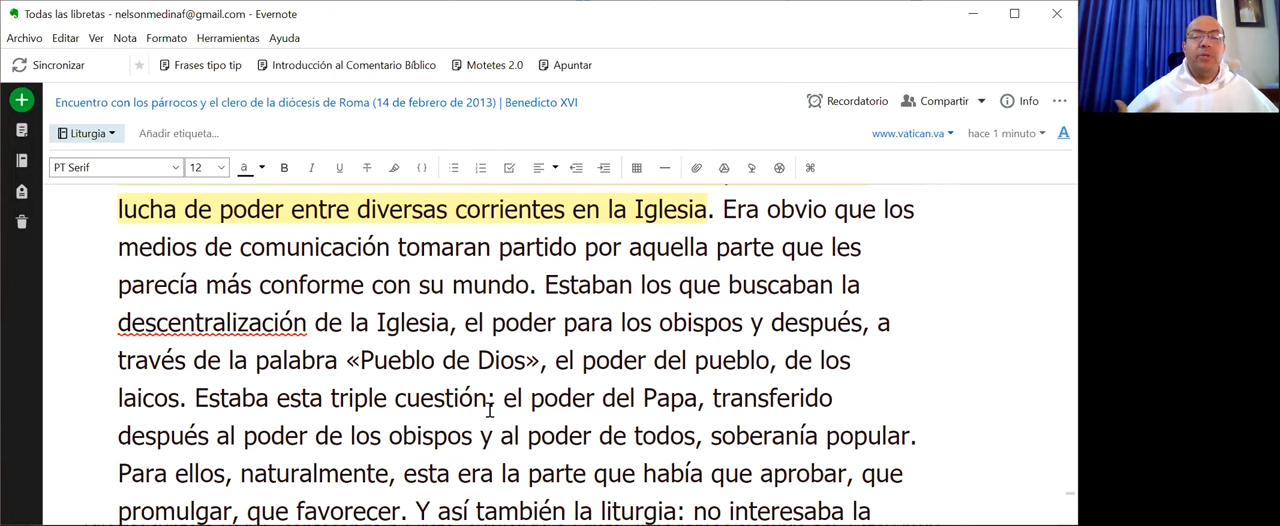 Todas las libretas - nelsonmedinaf@gmail.com - Evernote
Archivo Editar Ver Nota Formato Herramientas Ayuda
Sincronizar Frases tipo tip Introducción al Comentario Bíblico Motetes 2.0 Apuntar
Encuentro con los párrocos y el clero de la diócesis de Roma (14 de febrero de 2013) | Benedicto XVI Recordatorio Compartir Info
Liturgia Añadir etiqueta... www.vatican.va hace 1 minuto
PT Serif 12
lucha de poder entre diversas corrientes en la Iglesia. Era obvio que los
medios de comunicación tomaran partido por aquella parte que les
parecía más conforme con su mundo. Estaban los que buscaban la
descentralización de la Iglesia, el poder para los obispos y después, a
través de la palabra «Pueblo de Dios», el poder del pueblo, de los
laicos. Estaba esta triple cuestión: el poder del Papa, transferido
después al poder de los obispos y al poder de todos, soberanía popular.
Para ellos, naturalmente, esta era la parte que había que aprobar, que
promulgar, que favorecer. Y así también la liturgia: no interesaba la